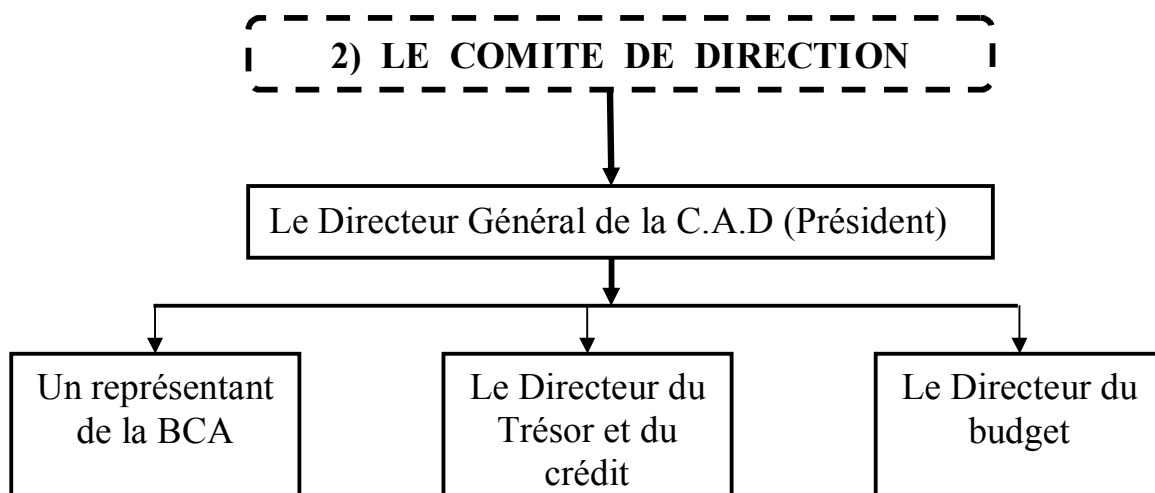 2) LE COMITE DE DIRECTION
Le Directeur Général de la C.A.D (Président)
Un représentant
de la BCA
Le Directeur du
Trésor et du
crédit
Le Directeur du
budget